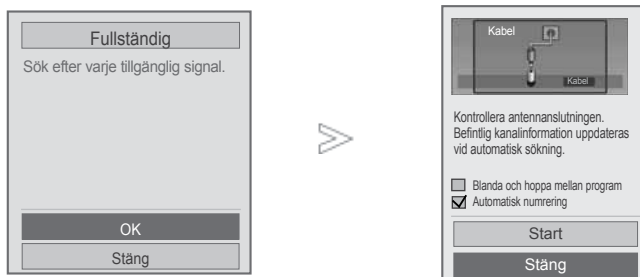 Fullständig
Sök efter varje tillgänglig signal.
OK
Stäng
Kabel
Kabel
Kontrollera antennanslutningen.
Befintlig kanalinformation uppdateras
vid automatisk sökning.
Blanda och hoppa mellan program
Automatisk numrering
Start
Stäng